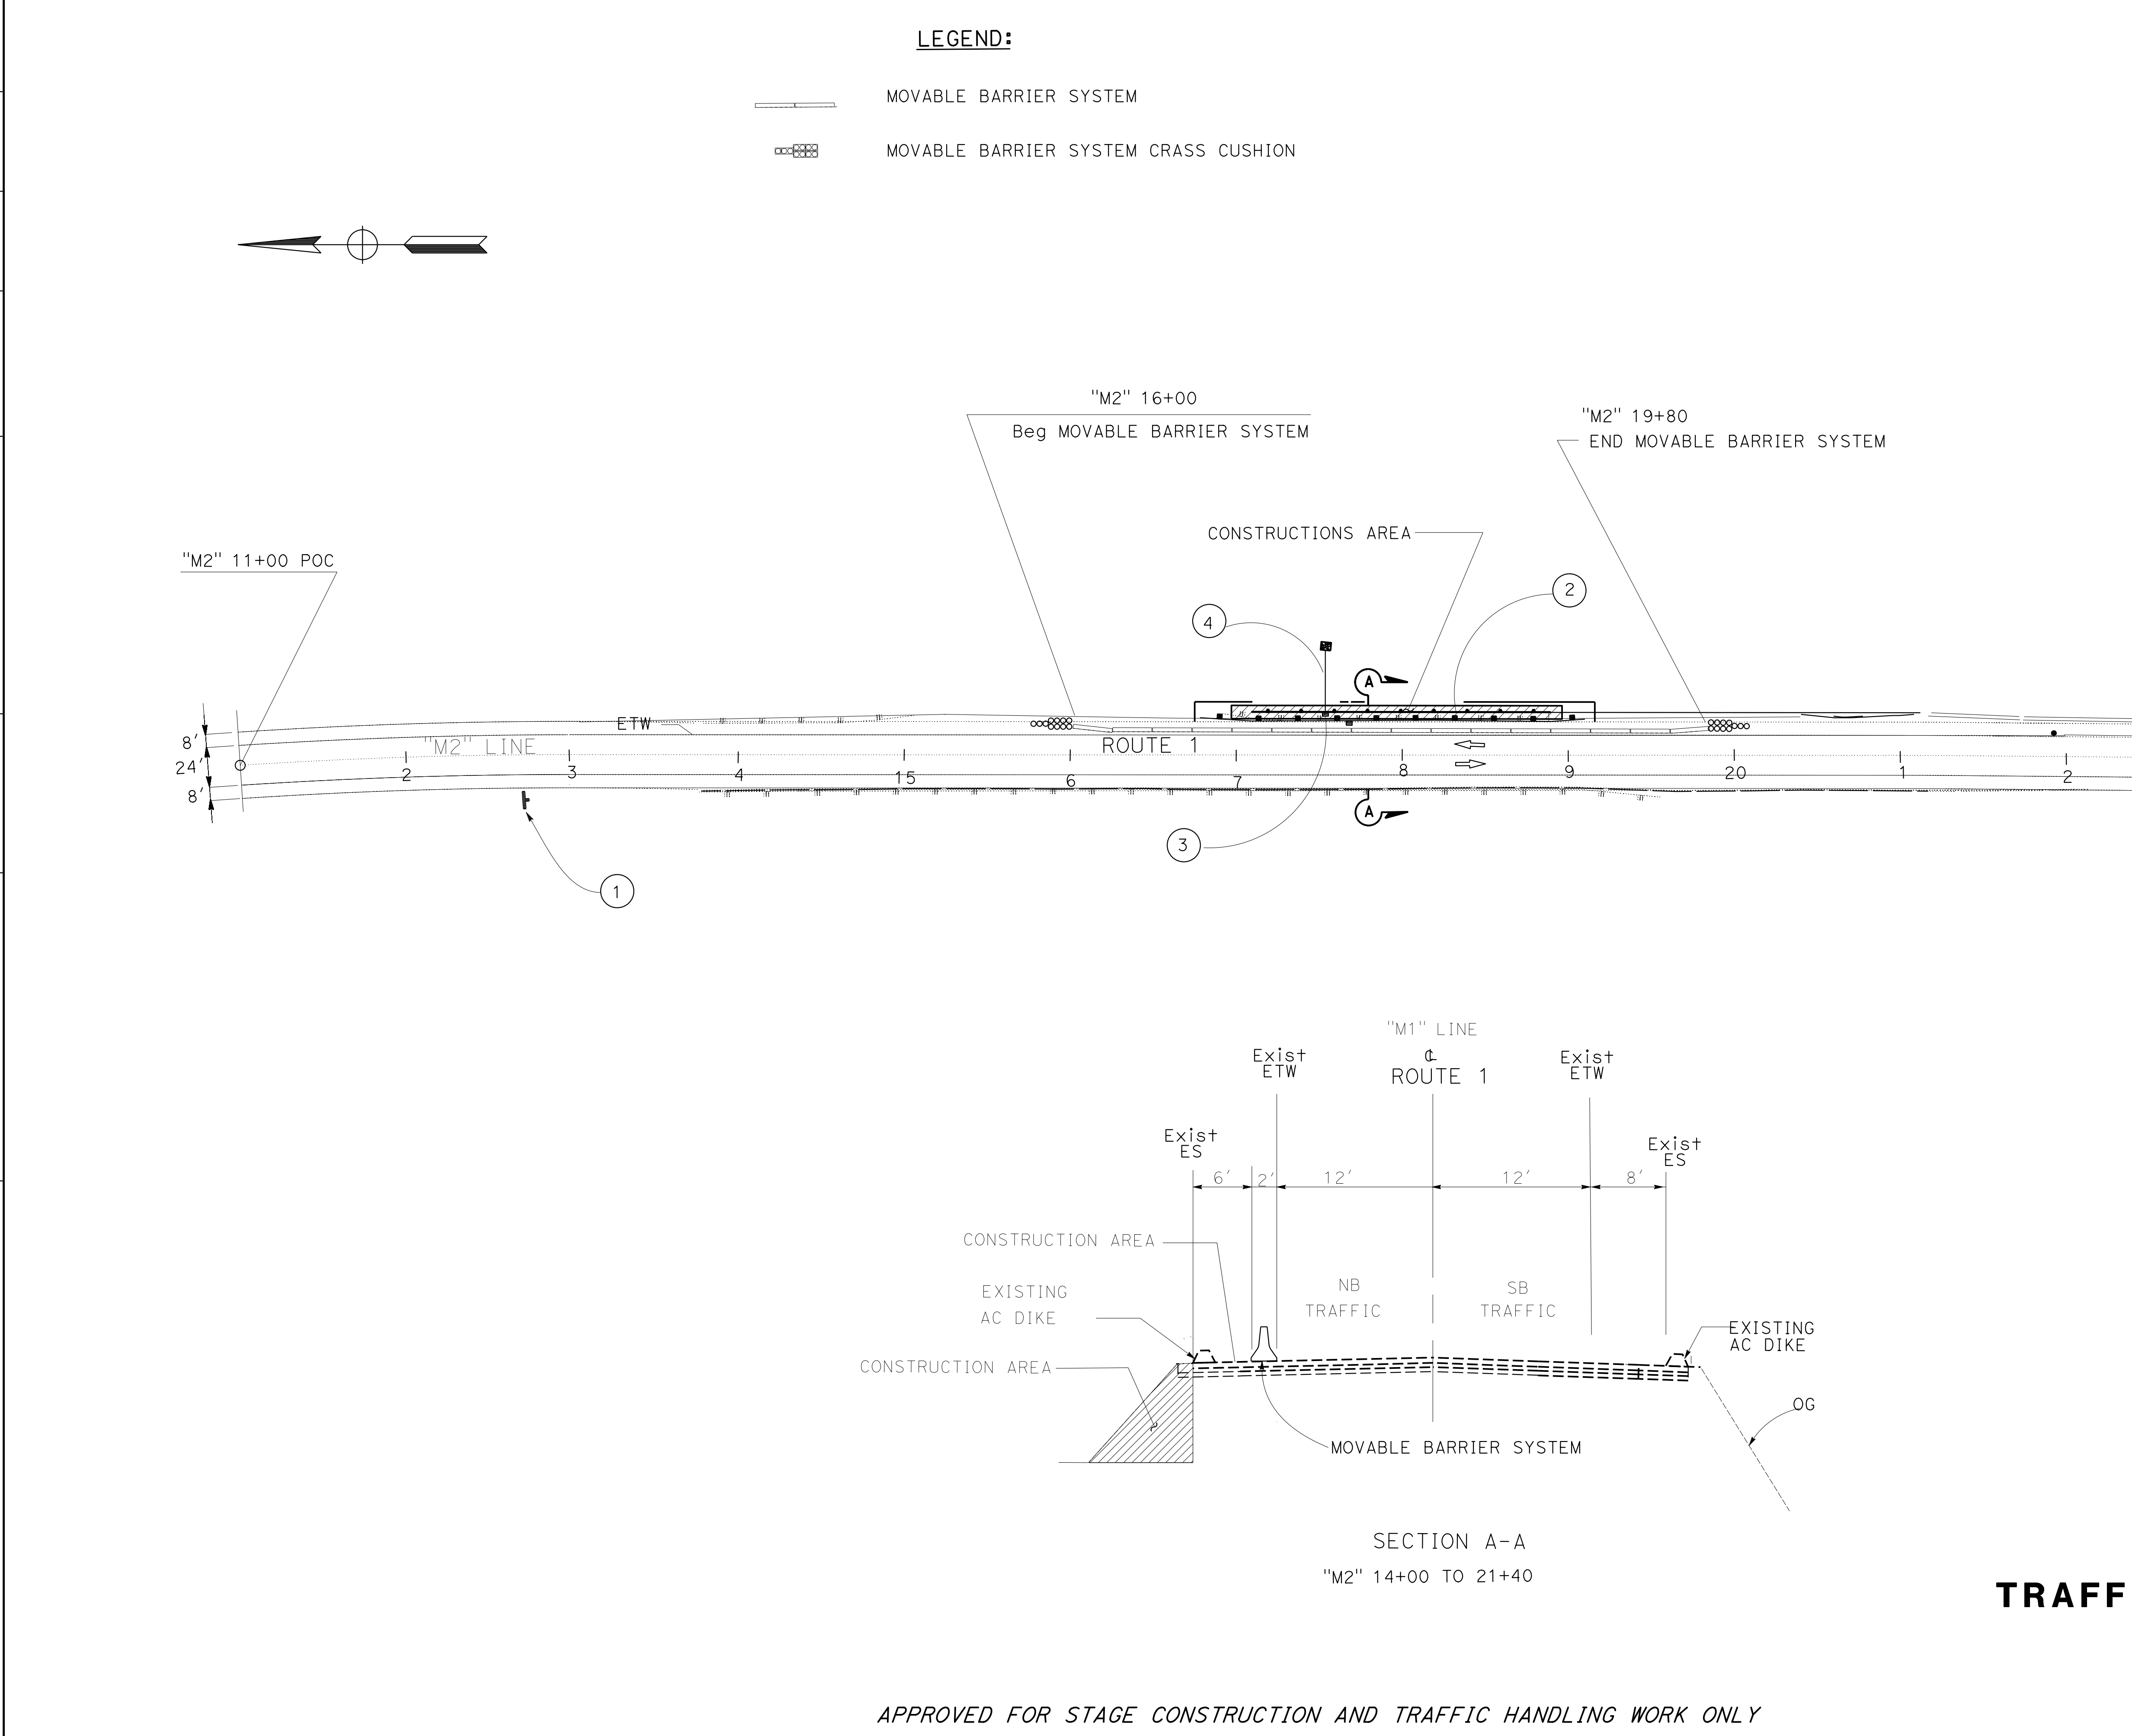 LEGEND:
MOVABLE BARRIER SYSTEM
MOVABLE BARRIER SYSTEM CRASS CUSHION
"M2" 16+00
Beg MOVABLE BARRIER SYSTEM
"M2" 19+80
END MOVABLE BARRIER SYSTEM
CONSTRUCTIONS AREA
"M2" 11+00 POC
2
4
A
8'
ETW
"M2" LINE
ROUTE 1
24'
2
3
4
15
6
7
8
9
20
1
2
8'
A
3
1
"M1" LINE
℄
ROUTE 1
Exist
ETW
Exist
ETW
Exist
ES
Exist
ES
6'
2'
12'
12'
8'
CONSTRUCTION AREA
EXISTING
AC DIKE
NB
TRAFFIC
SB
TRAFFIC
EXISTING
AC DIKE
CONSTRUCTION AREA
OG
MOVABLE BARRIER SYSTEM
SECTION A-A
"M2" 14+00 TO 21+40
TRAFF
APPROVED FOR STAGE CONSTRUCTION AND TRAFFIC HANDLING WORK ONLY